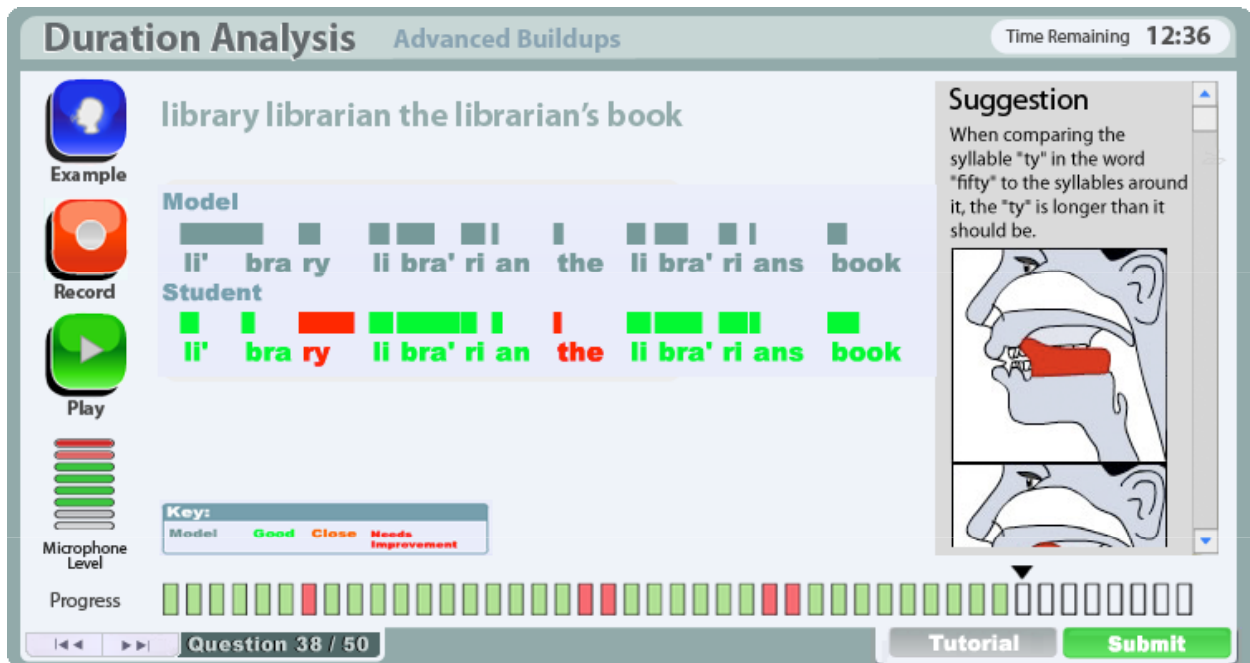 Duration Analysis Advanced Buildups Time Remaining 12:36
Example
Record
Play
Microphone
Level
library librarian the librarian's book
Model
li' bra ry li bra' ri an the li bra' ri ans book
Student
li' bra ry li bra' ri an the li bra' ri ans book
Key:
Model Good Close Needs
Improvement
Suggestion
When comparing the
syllable "ty" in the word
"fifty" to the syllables around
it, the "ty" is longer than it
should be.
Progress
Question 38 / 50
Tutorial Submit